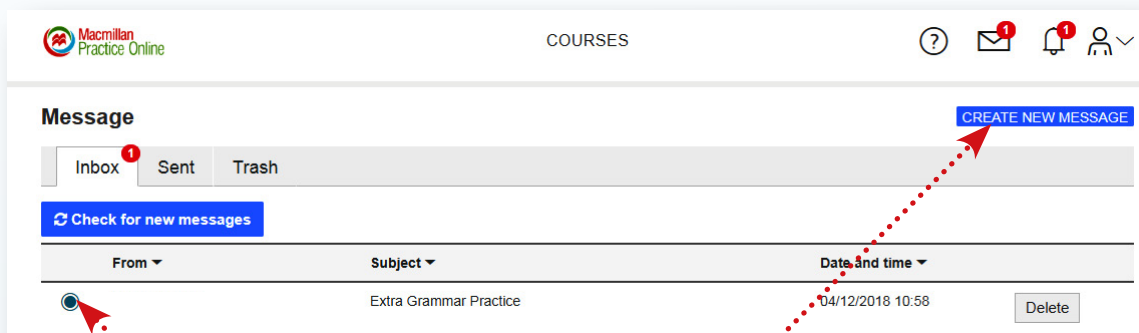 Macmillan
Practice Online
COURSES
?
1
1
Message
CREATE NEW MESSAGE
Inbox 1
Sent
Trash
Check for new messages
From
Subject
Date and time
Extra Grammar Practice
04/12/2018 10:58
Delete